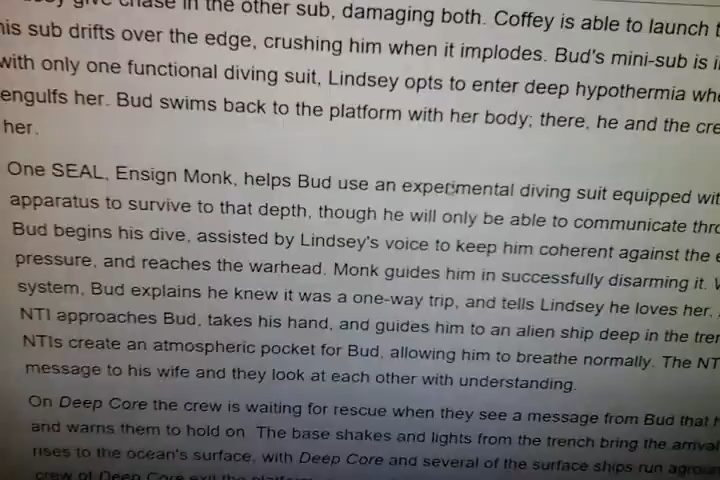 give chase in the other sub, damaging both. Coffey is able to launch
his sub drifts over the edge, crushing him when it implodes. Bud's mini-sub is
with only one functional diving suit, Lindsey opts to enter deep hypothermia
engulfs her. Bud swims back to the platform with her body; there, he and the
her.
One SEAL, Ensign Monk, helps Bud use an experimental diving suit equipped
apparatus to survive to that depth, though he will only be able to communicate
Bud begins his dive, assisted by Lindsey's voice to keep him coherent against the
pressure, and reaches the warhead. Monk guides him in successfully disarming it.
system, Bud explains he knew it was a one-way trip, and tells Lindsey he loves her.
NTI approaches Bud, takes his hand, and guides him to an alien ship deep in the
NTIs create an atmospheric pocket for Bud, allowing him to breathe normally. The
message to his wife and they look at each other with understanding.
On Deep Core the crew is waiting for rescue when they see a message from Bud that
and warns them to hold on. The base shakes and lights from the trench bring the arrival
rises to the ocean's surface, with Deep Core and several of the surface ships run
crew of Deep Core exit the